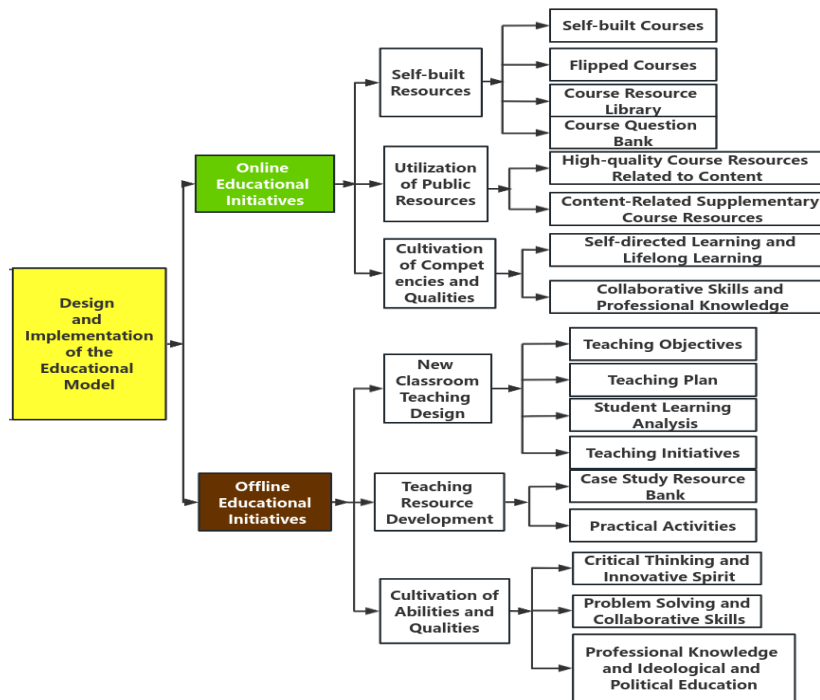 Design
and
Implementation
of the
Educational
Model
Online
Educational
Initiatives
Self-built
Resources
Self-built Courses
Flipped Courses
Course Resource
Library
Course Question
Bank
Utilization
of Public
Resources
High-quality Course Resources
Related to Content
Content-Related Supplementary
Course Resources
Cultivation
of Compet
encies and
Qualities
Self-directed Learning and
Lifelong Learning
Collaborative Skills and
Professional Knowledge
Offline
Educational
Initiatives
New
Classroom
Teaching
Design
Teaching Objectives
Teaching Plan
Student Learning
Analysis
Teaching Initiatives
Teaching
Resource
Development
Case Study Resource
Bank
Practical Activities
Cultivation of
Abilities and
Qualities
Critical Thinking and
Innovative Spirit
Problem Solving and
Collaborative Skills
Professional Knowledge
and Ideological and
Political Education